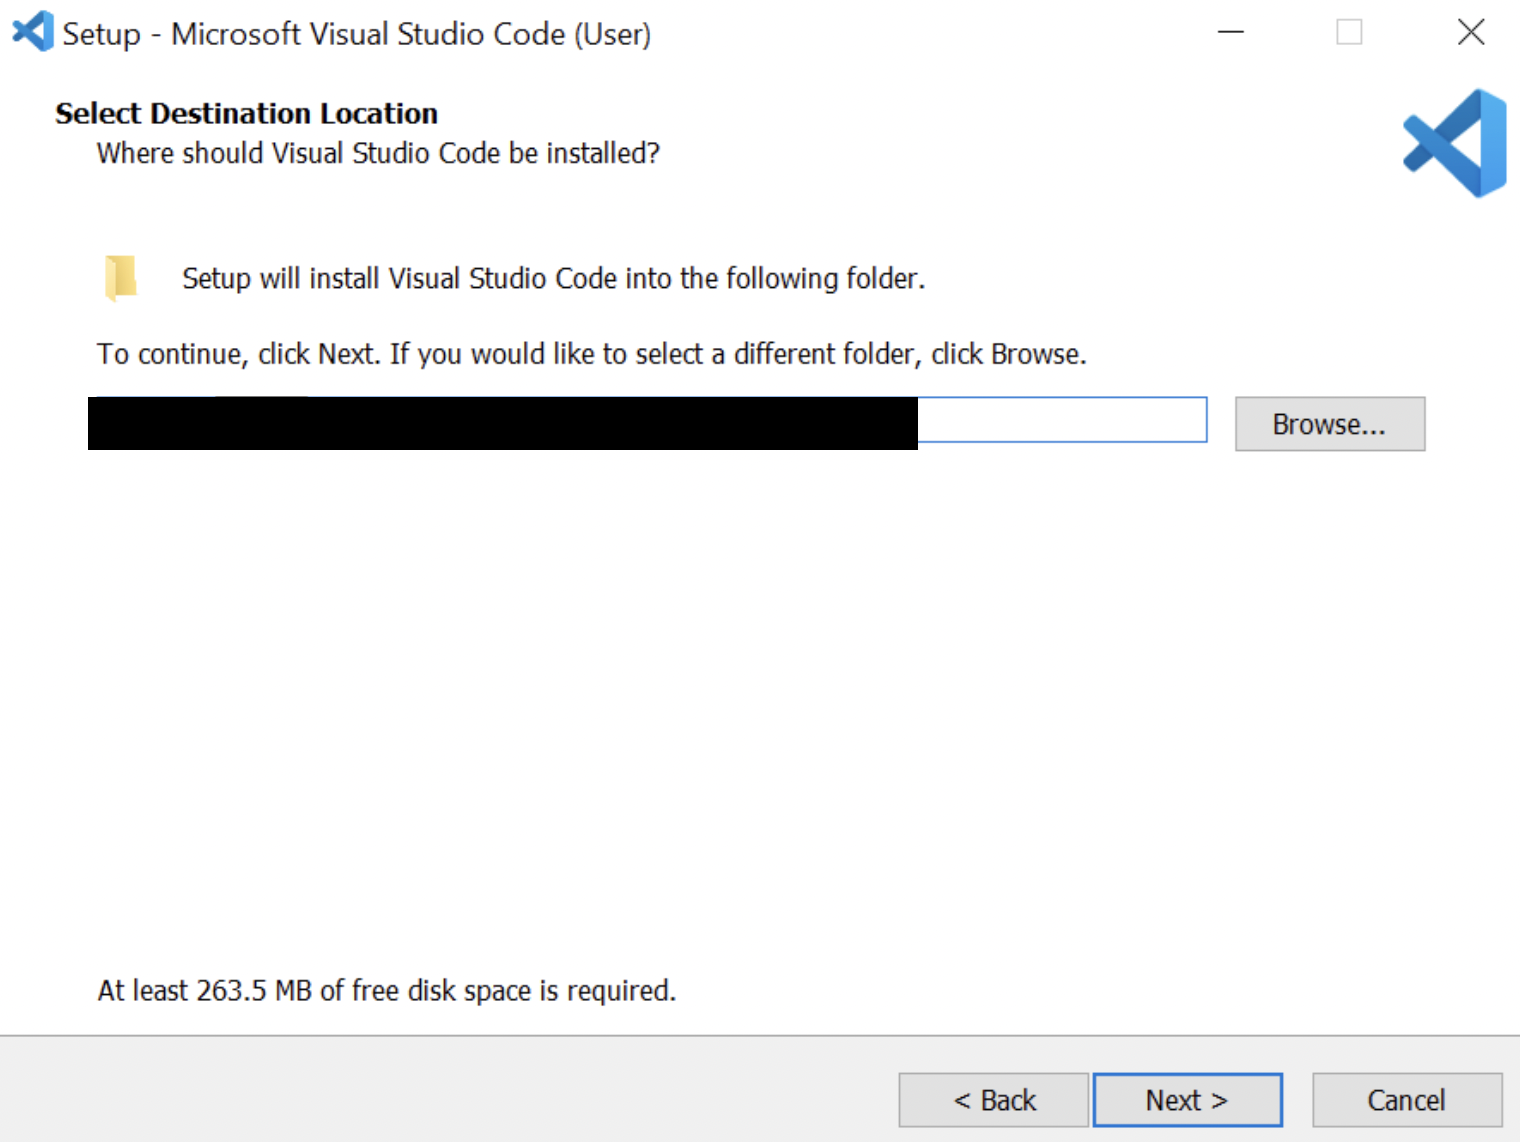 Setup - Microsoft Visual Studio Code (User)
Select Destination Location
Where should Visual Studio Code be installed?
Setup will install Visual Studio Code into the following folder.
To continue, click Next. If you would like to select a different folder, click Browse.
Browse...
At least 263.5 MB of free disk space is required.
< Back
Next >
Cancel